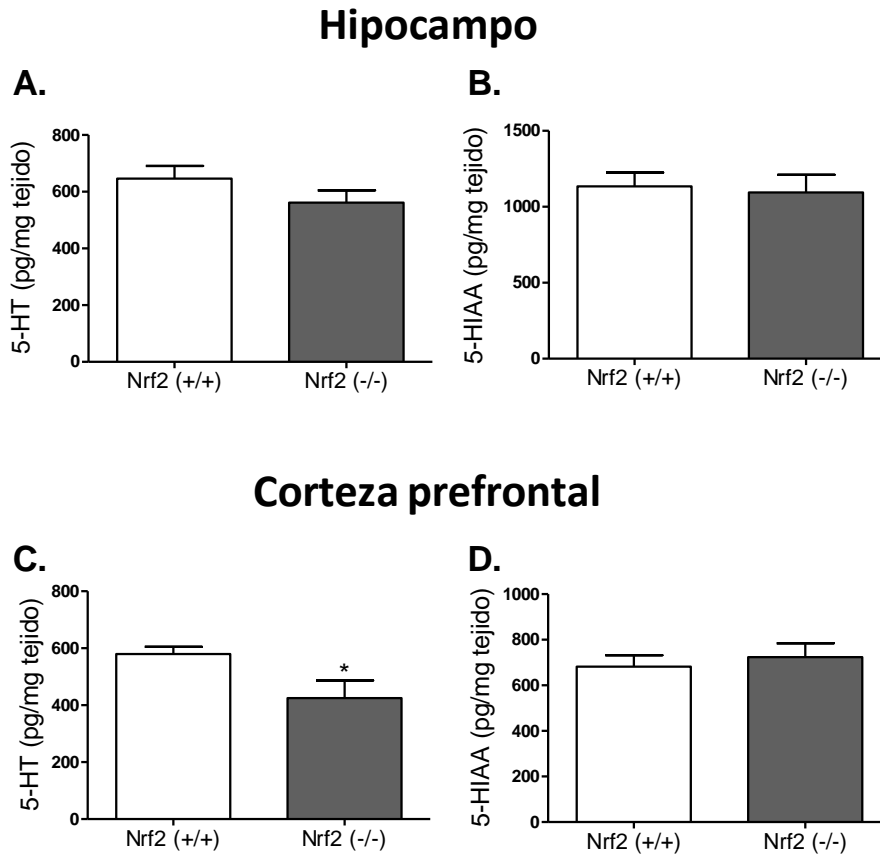 Hipocampo
A.
5-HT (pg/mg tejido)
800
600
400
200
0
Nrf2 (+/+)
Nrf2 (-/-)
B.
5-HIAA (pg/mg tejido)
1500
1000
500
0
Nrf2 (+/+)
Nrf2 (-/-)
Corteza prefrontal
C.
5-HT (pg/mg tejido)
800
600
400
200
0
*
Nrf2 (+/+)
Nrf2 (-/-)
D.
5-HIAA (pg/mg tejido)
1000
800
600
400
200
0
Nrf2 (+/+)
Nrf2 (-/-)